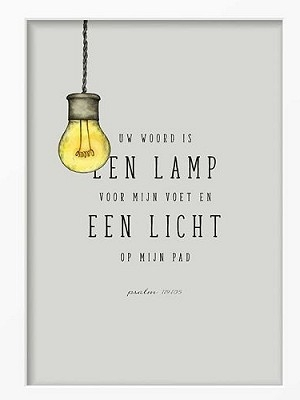 UW WOORD IS
EEN LAMP
VOOR MIJN VOET EN
EEN LICHT
OP MIJN PAD
psalm 119:105